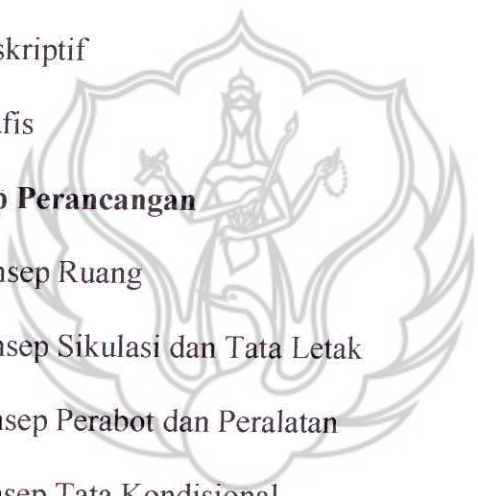 skriptif
afis
p Perancangan
nsep Ruang
nsep Sikulasi dan Tata Letak
nsep Perabot dan Peralatan
nsep Tata Kondisional